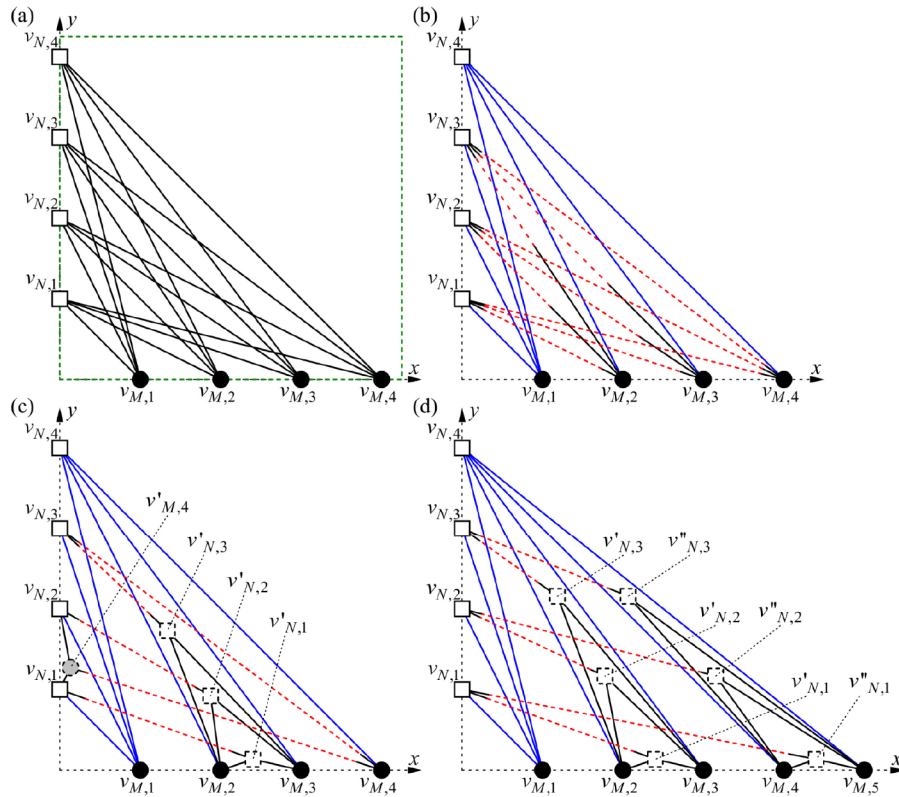 (a) y (b) y
v_{N,4} v_{N,4}
v_{N,3} v_{N,3}
v_{N,2} v_{N,2}
v_{N,1} v_{N,1}
x x
v_{M,1} v_{M,2} v_{M,3} v_{M,4} v_{M,1} v_{M,2} v_{M,3} v_{M,4}
(c) y (d) y
v_{N,4} v_{N,4}
v'_{M,4}
v_{N,3} v'_{N,3} v_{N,3} v'_{N,3} v''_{N,3}
v'_{N,2} v'_{N,2} v''_{N,2}
v_{N,2} v'_{N,1} v_{N,2}
v_{N,1} v_{N,1} v'_{N,1} v''_{N,1}
x x
v_{M,1} v_{M,2} v_{M,3} v_{M,4} v_{M,1} v_{M,2} v_{M,3} v_{M,4} v_{M,5}